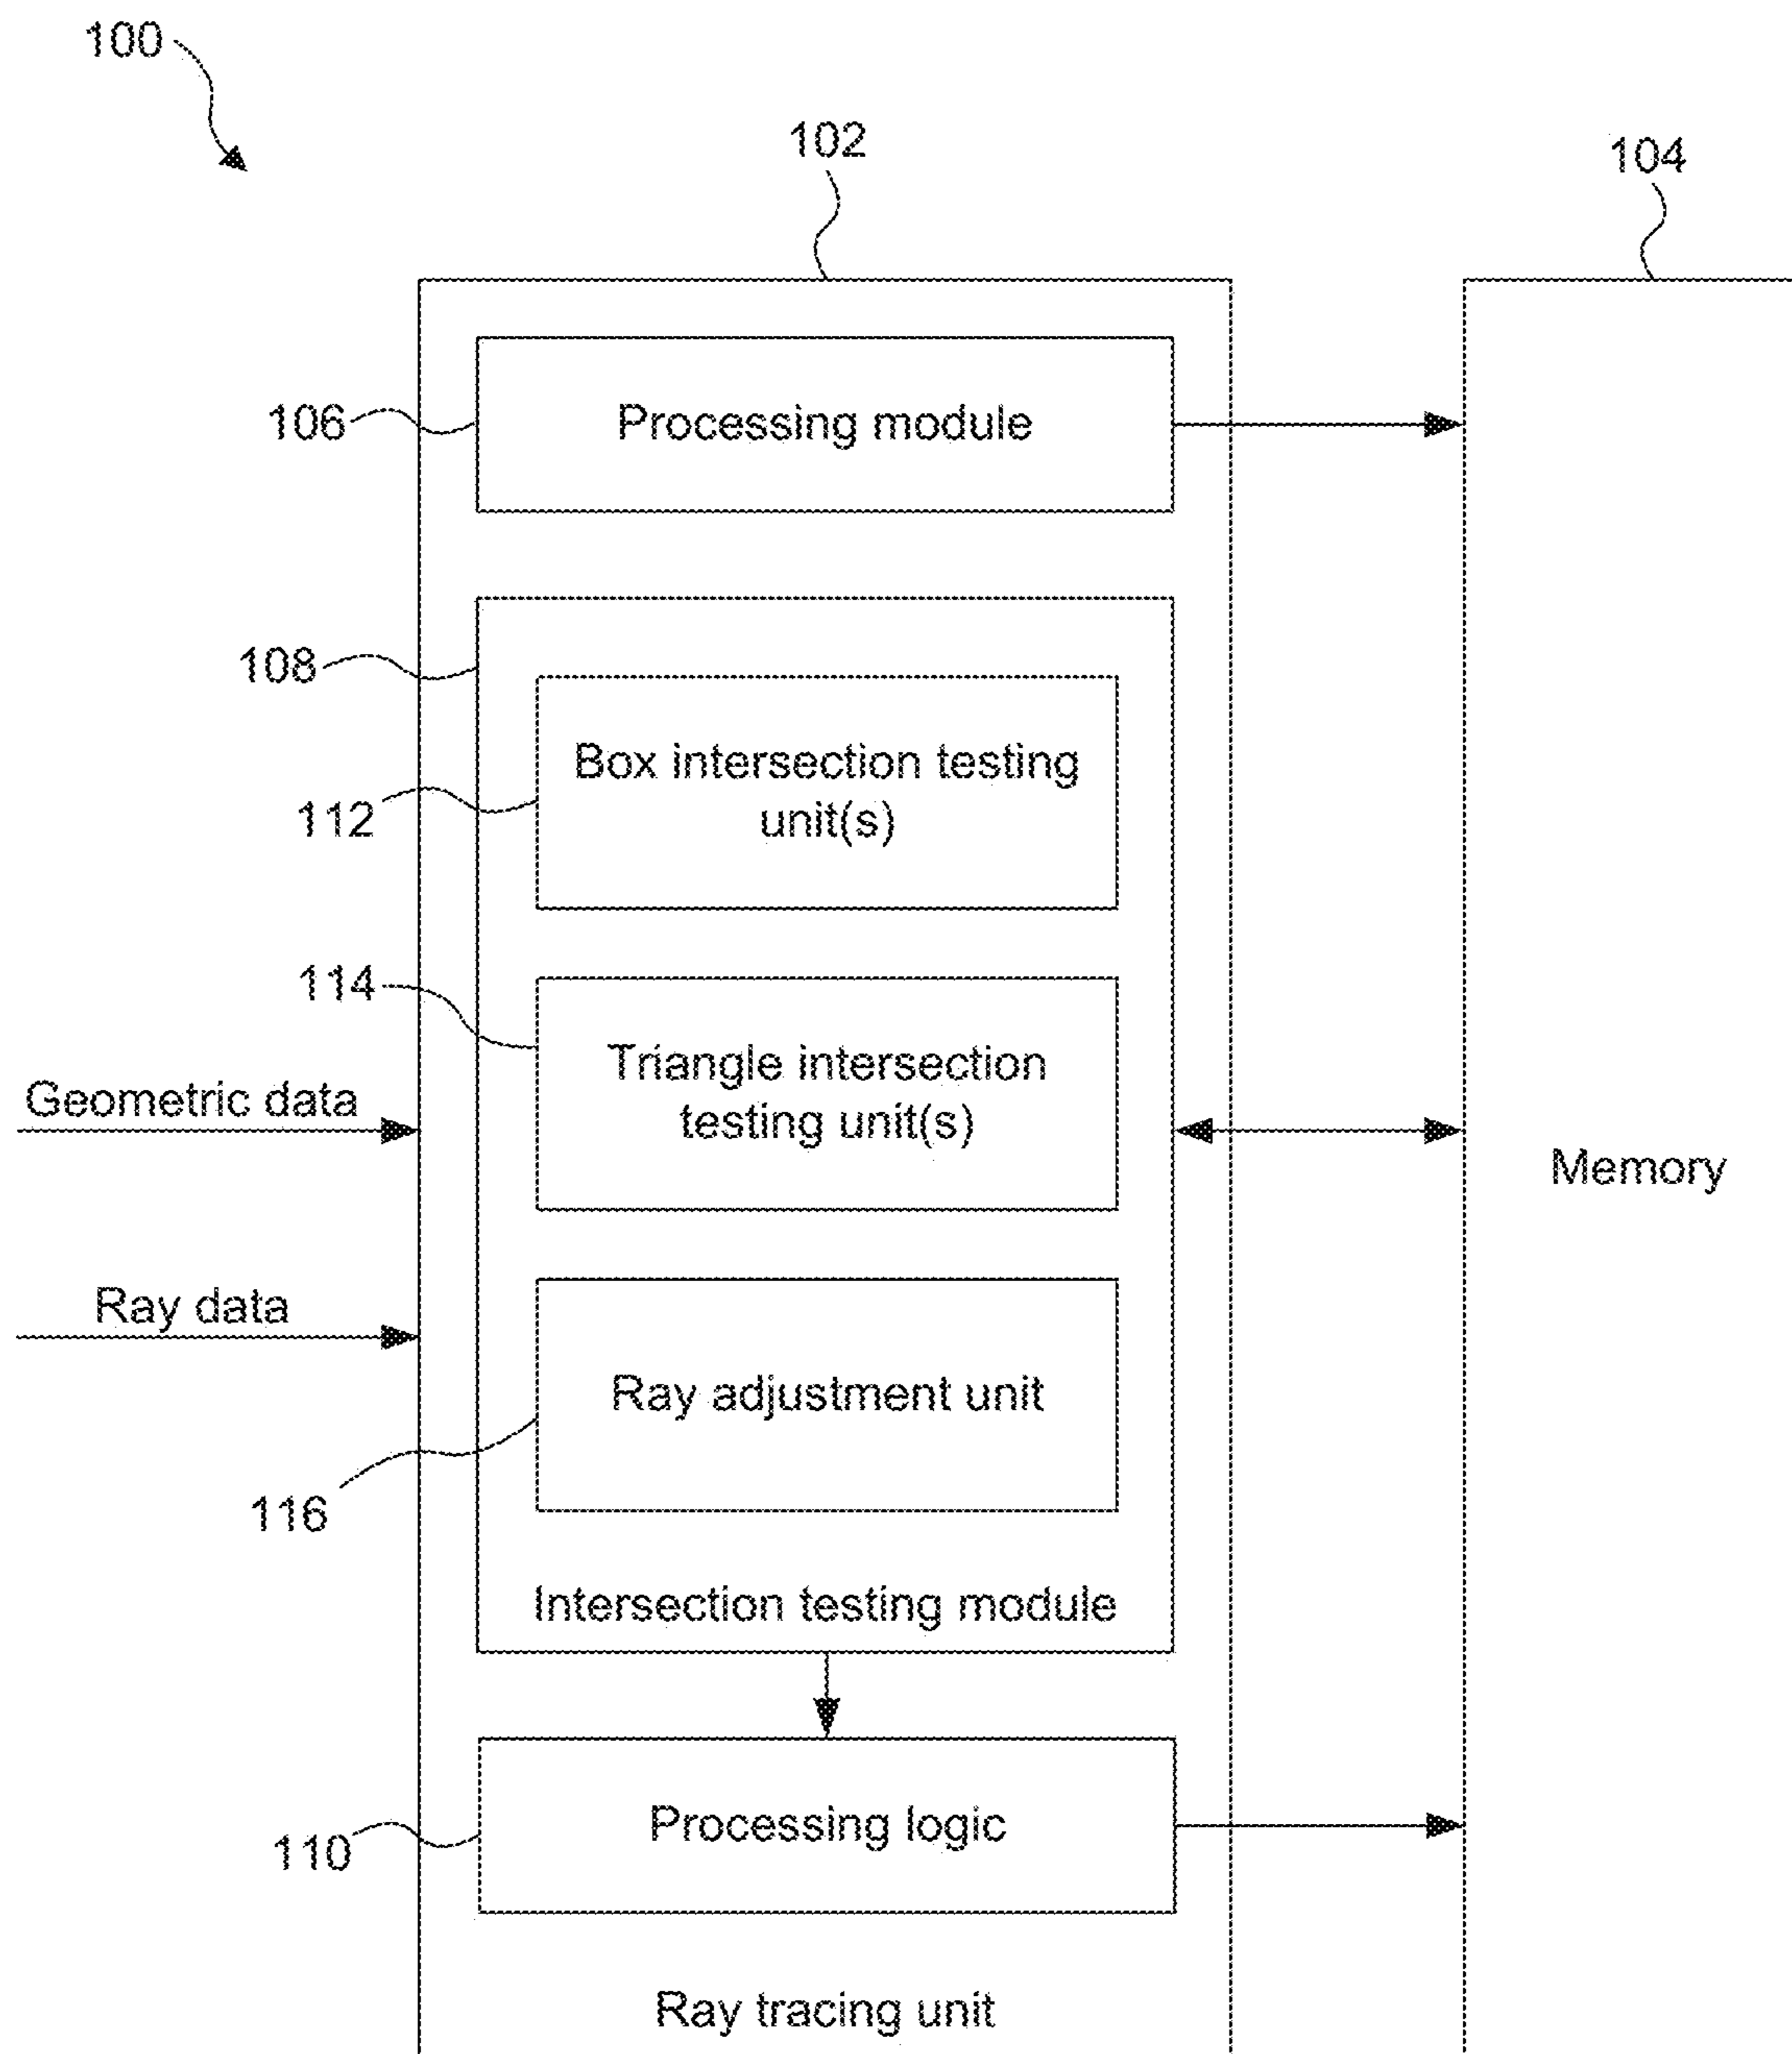 100
102
104
106
Processing module
108
Box intersection testing
unit(s)
112
114
Triangle intersection
testing unit(s)
Geometric data
Memory
Ray data
Ray adjustment unit
116
Intersection testing module
Processing logic
110
Ray tracing unit